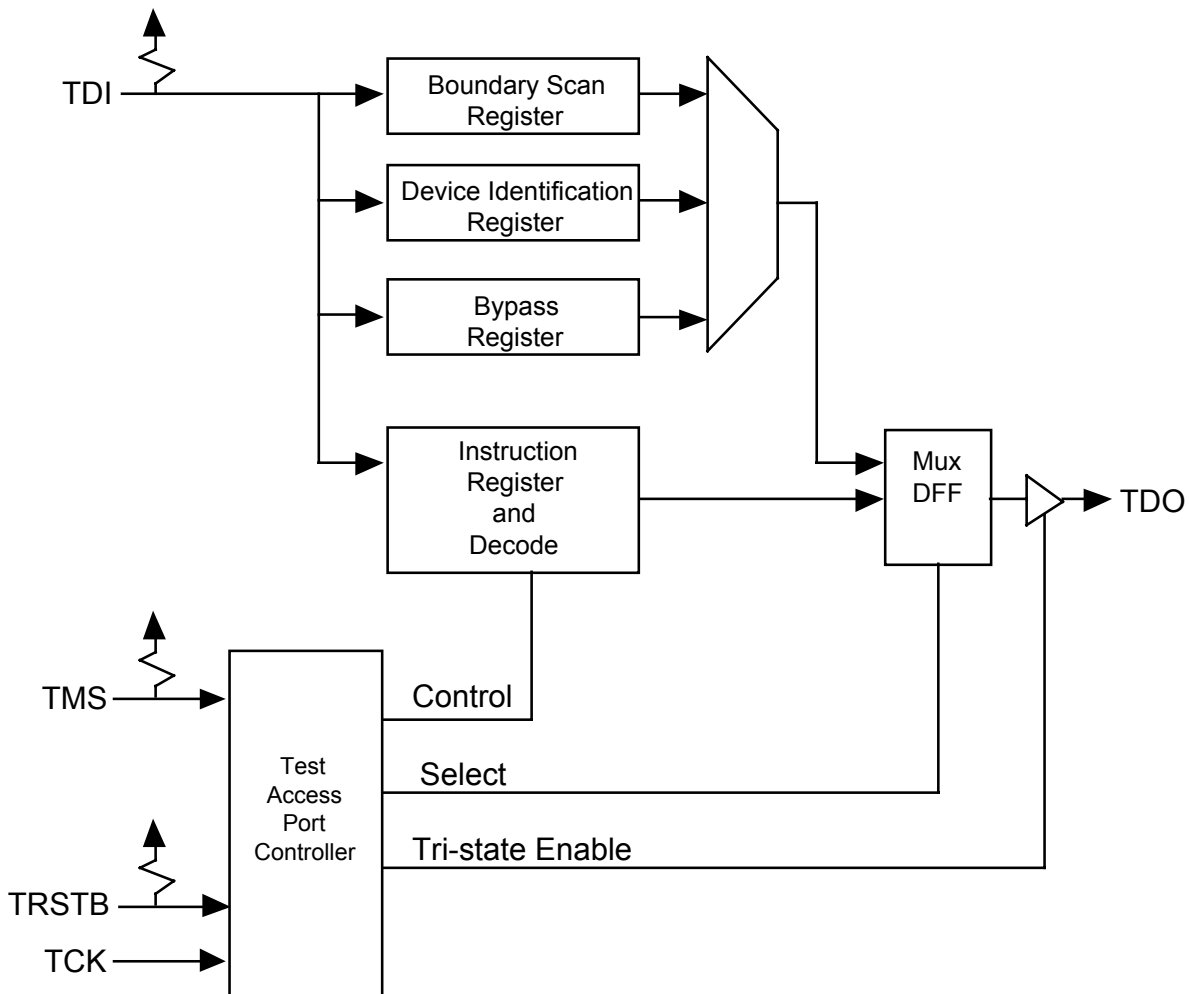 TDI
Boundary Scan
Register
Device Identification
Register
Bypass
Register
Instruction
Register
and
Decode
Mux
DFF
TDO
TMS
Control
Select
Tri-state Enable
Test
Access
Port
Controller
TRSTB
TCK